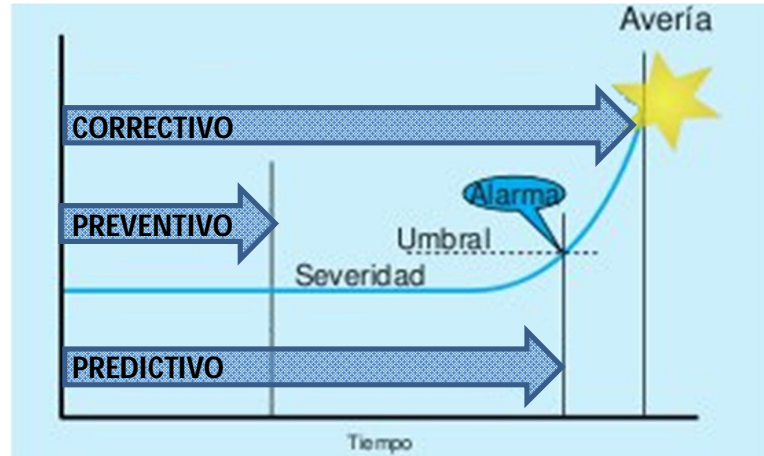 Avería
CORRECTIVO
Alarma
PREVENTIVO
Umbral
Severidad
PREDICTIVO
Tiempo